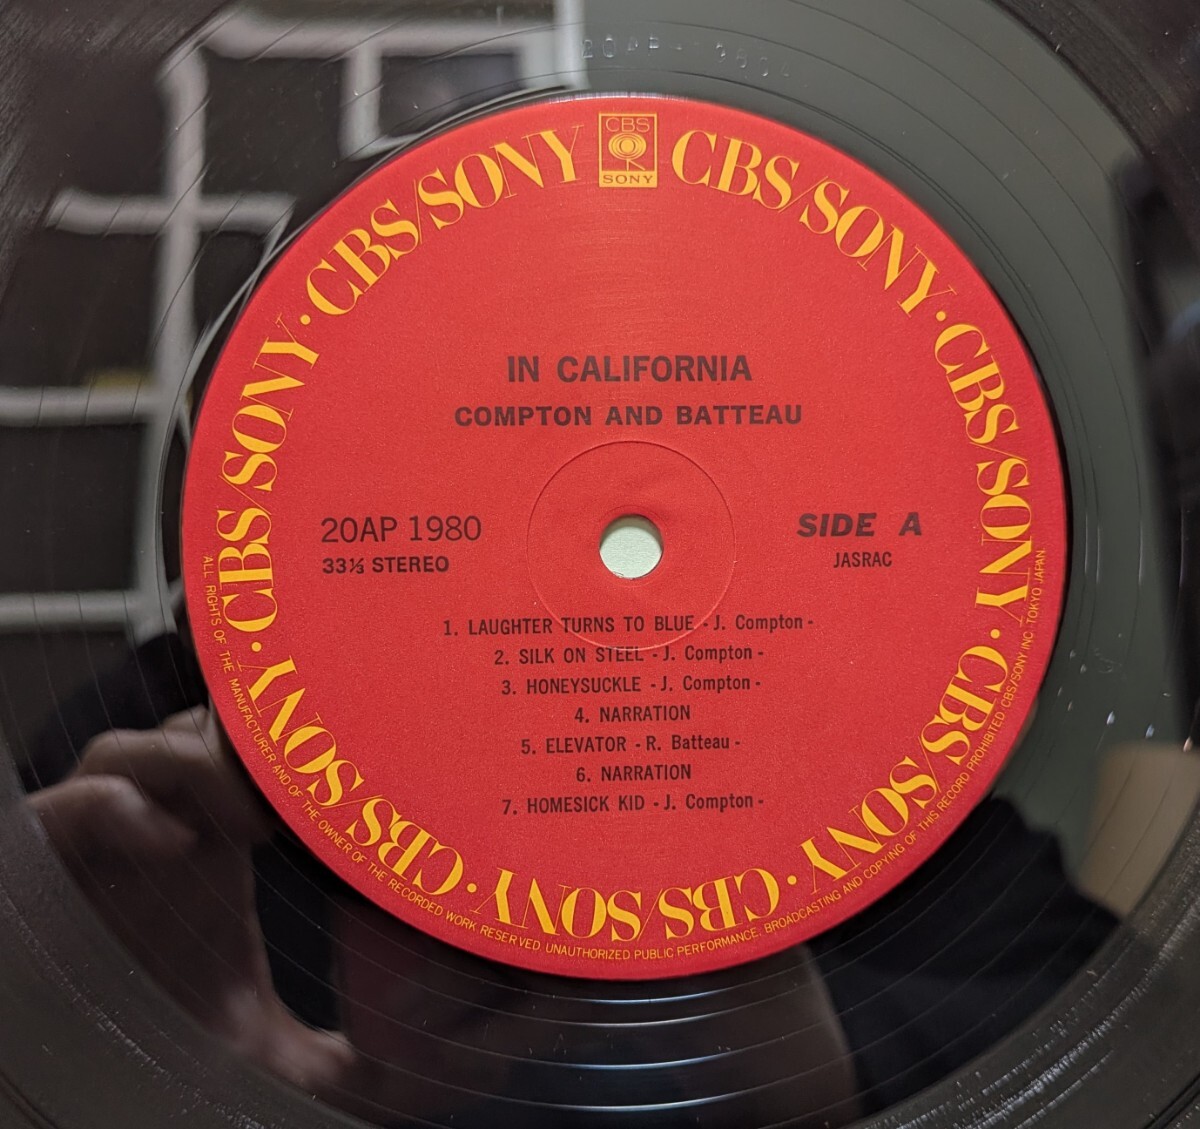 CBS
SONY
CBS/SONY · CBS/SONY · CBS/SONY · CBS/SONY · CBS/SONY · CBS/SONY · CBS/SONY · CBS/SONY
IN CALIFORNIA
COMPTON AND BATTEAU
20AP 1980
33⅓ STEREO
SIDE A
JASRAC
1. LAUGHTER TURNS TO BLUE - J. Compton -
2. SILK ON STEEL - J. Compton -
3. HONEYSUCKLE - J. Compton -
4. NARRATION
5. ELEVATOR - R. Batteau -
6. NARRATION
7. HOMESICK KID - J. Compton -
ALL RIGHTS OF THE MANUFACTURER AND OF THE OWNER OF THE RECORDED WORK RESERVED. UNAUTHORIZED PUBLIC PERFORMANCE, BROADCASTING AND COPYING OF THIS RECORD PROHIBITED CBS/SONY INC. TOKYO JAPAN.